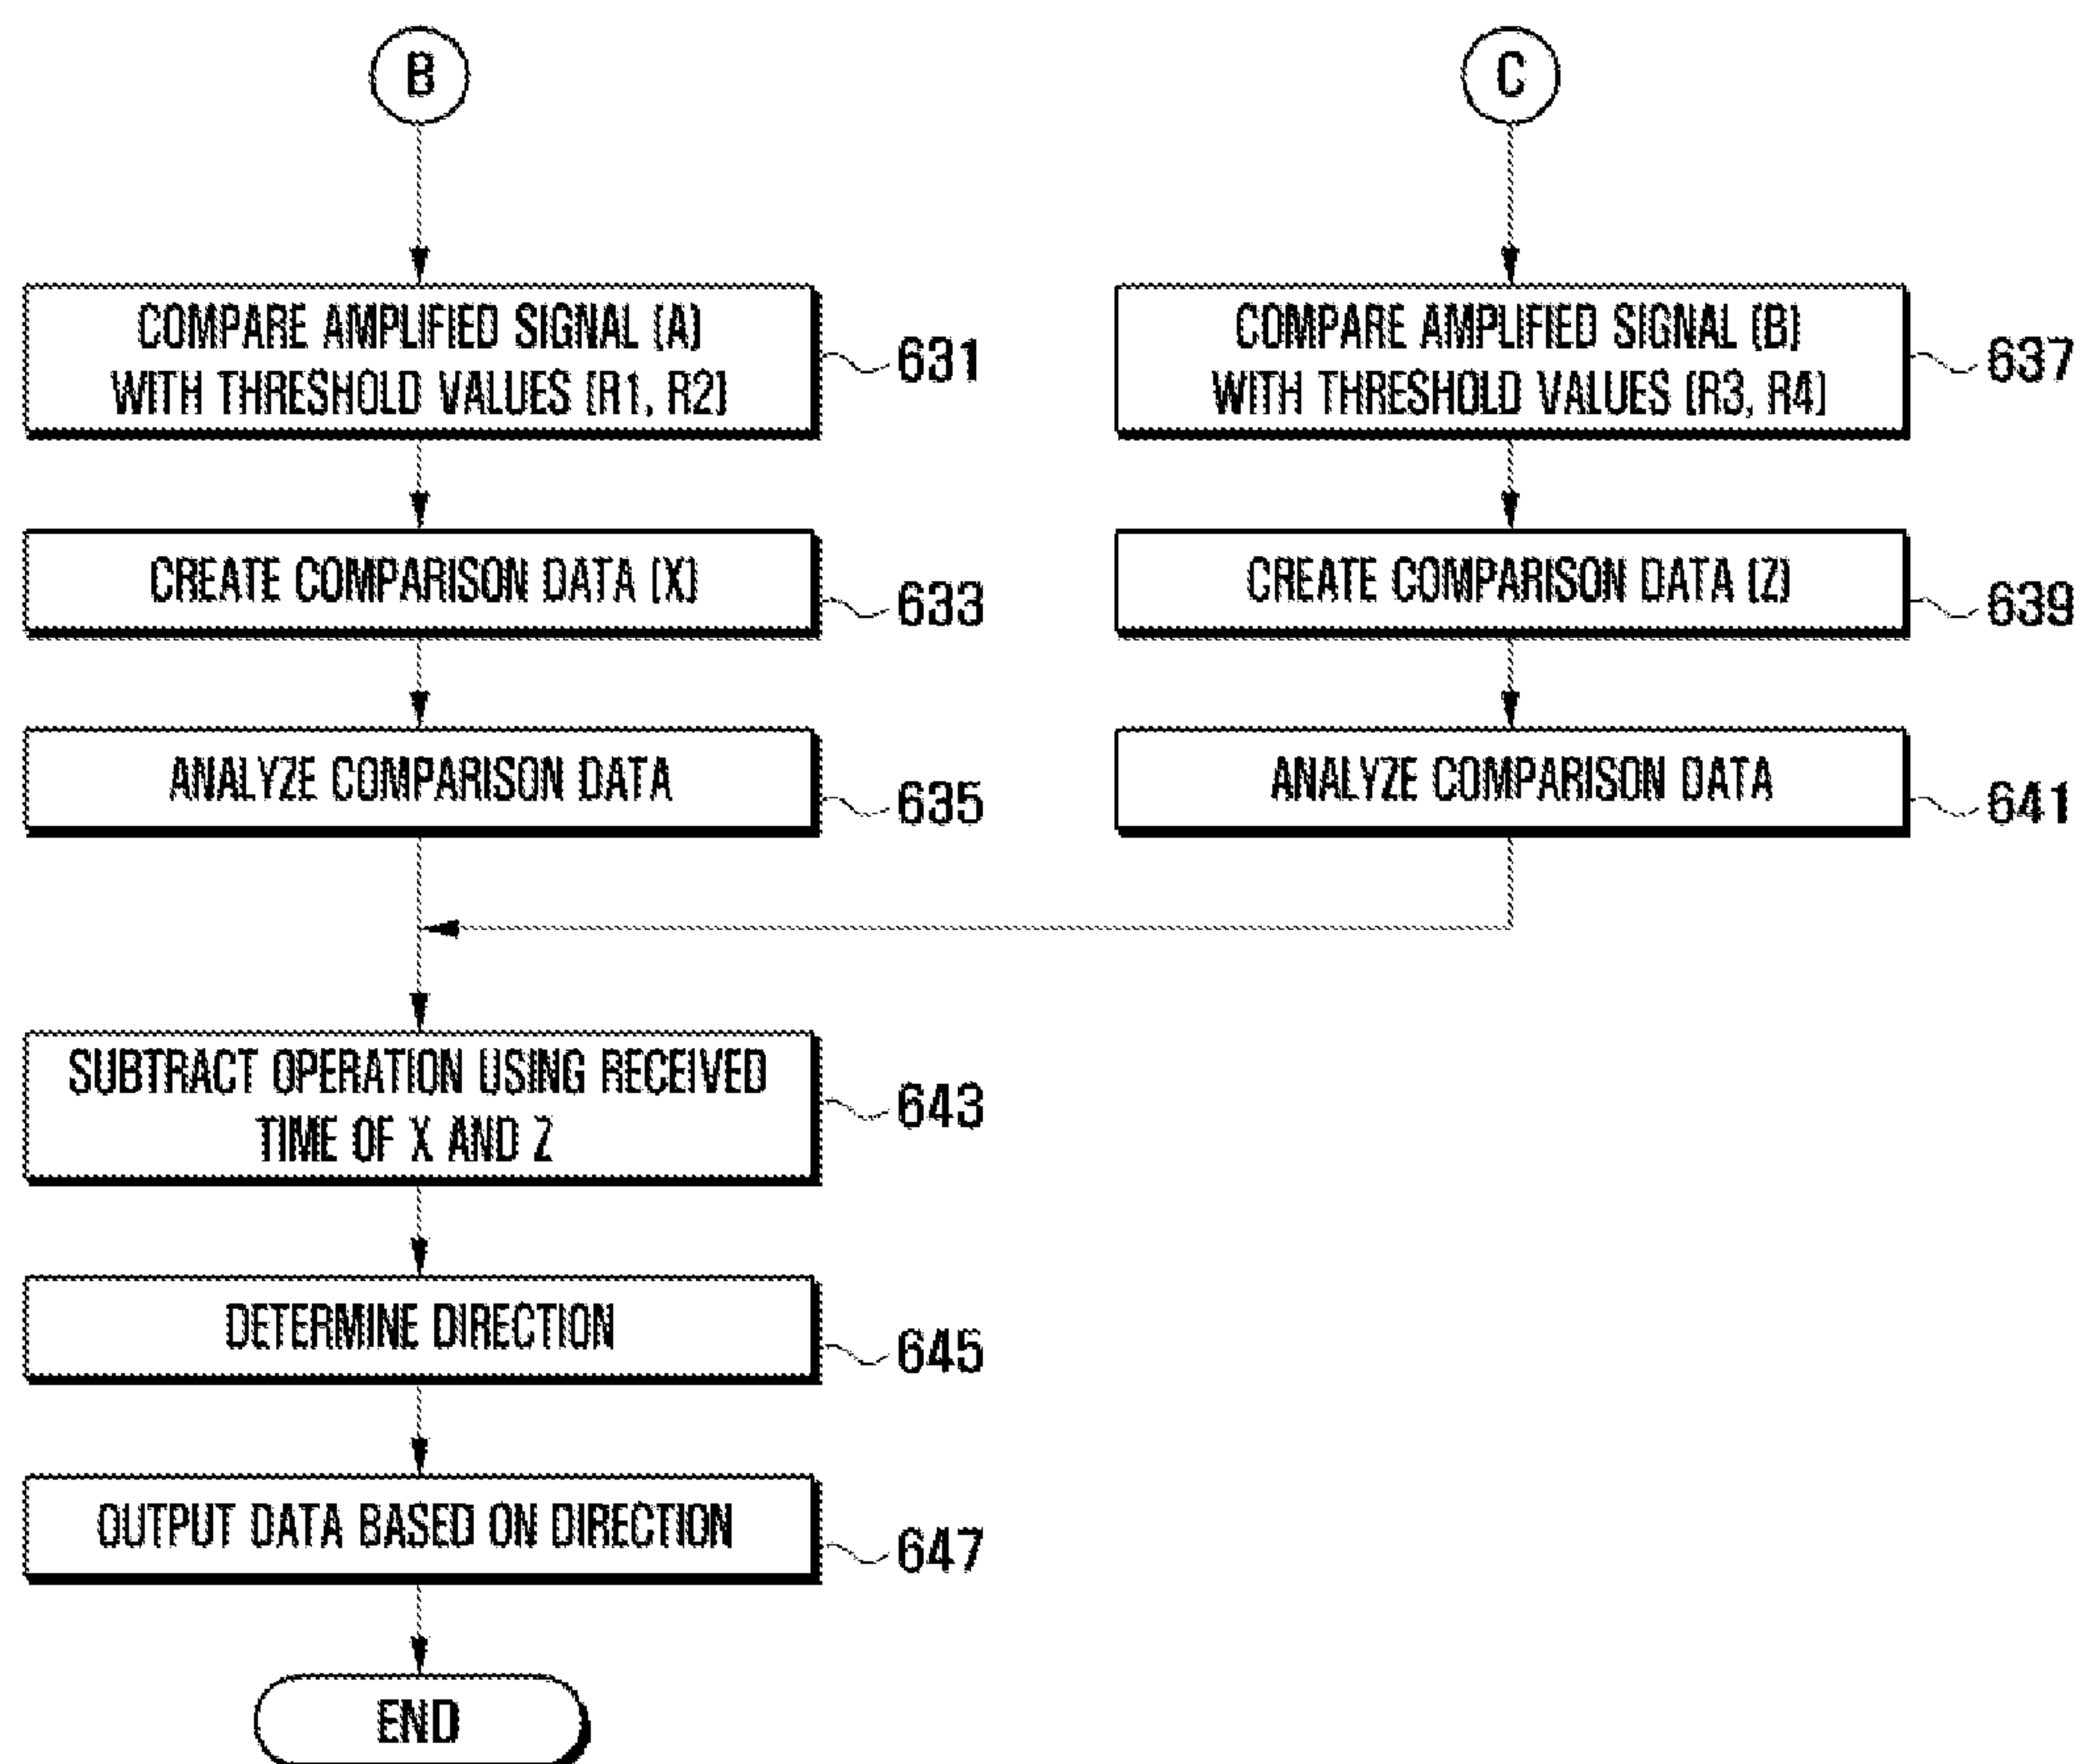 B
COMPARE AMPLIFIED SIGNAL (A)
WITH THRESHOLD VALUES (R1, R2)
631
CREATE COMPARISON DATA (X)
633
ANALYZE COMPARISON DATA
635
C
COMPARE AMPLIFIED SIGNAL (B)
WITH THRESHOLD VALUES (R3, R4)
637
CREATE COMPARISON DATA (Z)
639
ANALYZE COMPARISON DATA
641
SUBTRACT OPERATION USING RECEIVED
TIME OF X AND Z
643
DETERMINE DIRECTION
645
OUTPUT DATA BASED ON DIRECTION
647
END